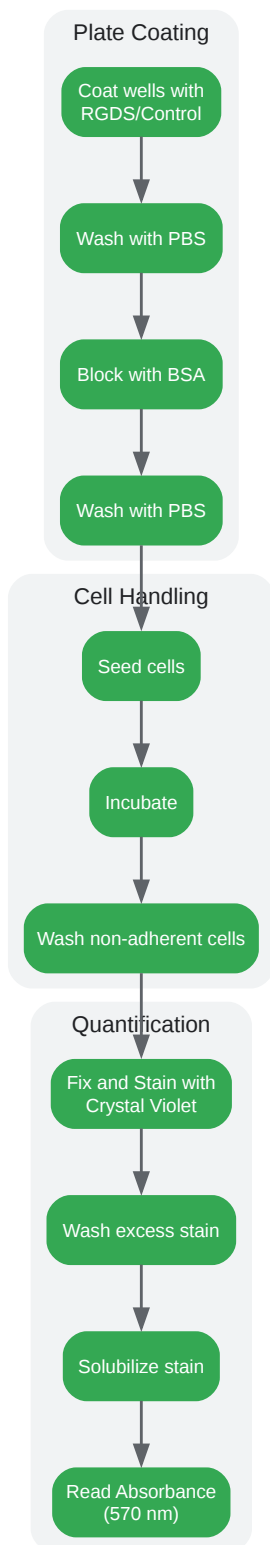 Plate Coating
Coat wells with
RGDS/Control
Wash with PBS
Block with BSA
Wash with PBS
Cell Handling
Seed cells
Incubate
Wash non-adherent cells
Quantification
Fix and Stain with
Crystal Violet
Wash excess stain
Solubilize stain
Read Absorbance
(570 nm)